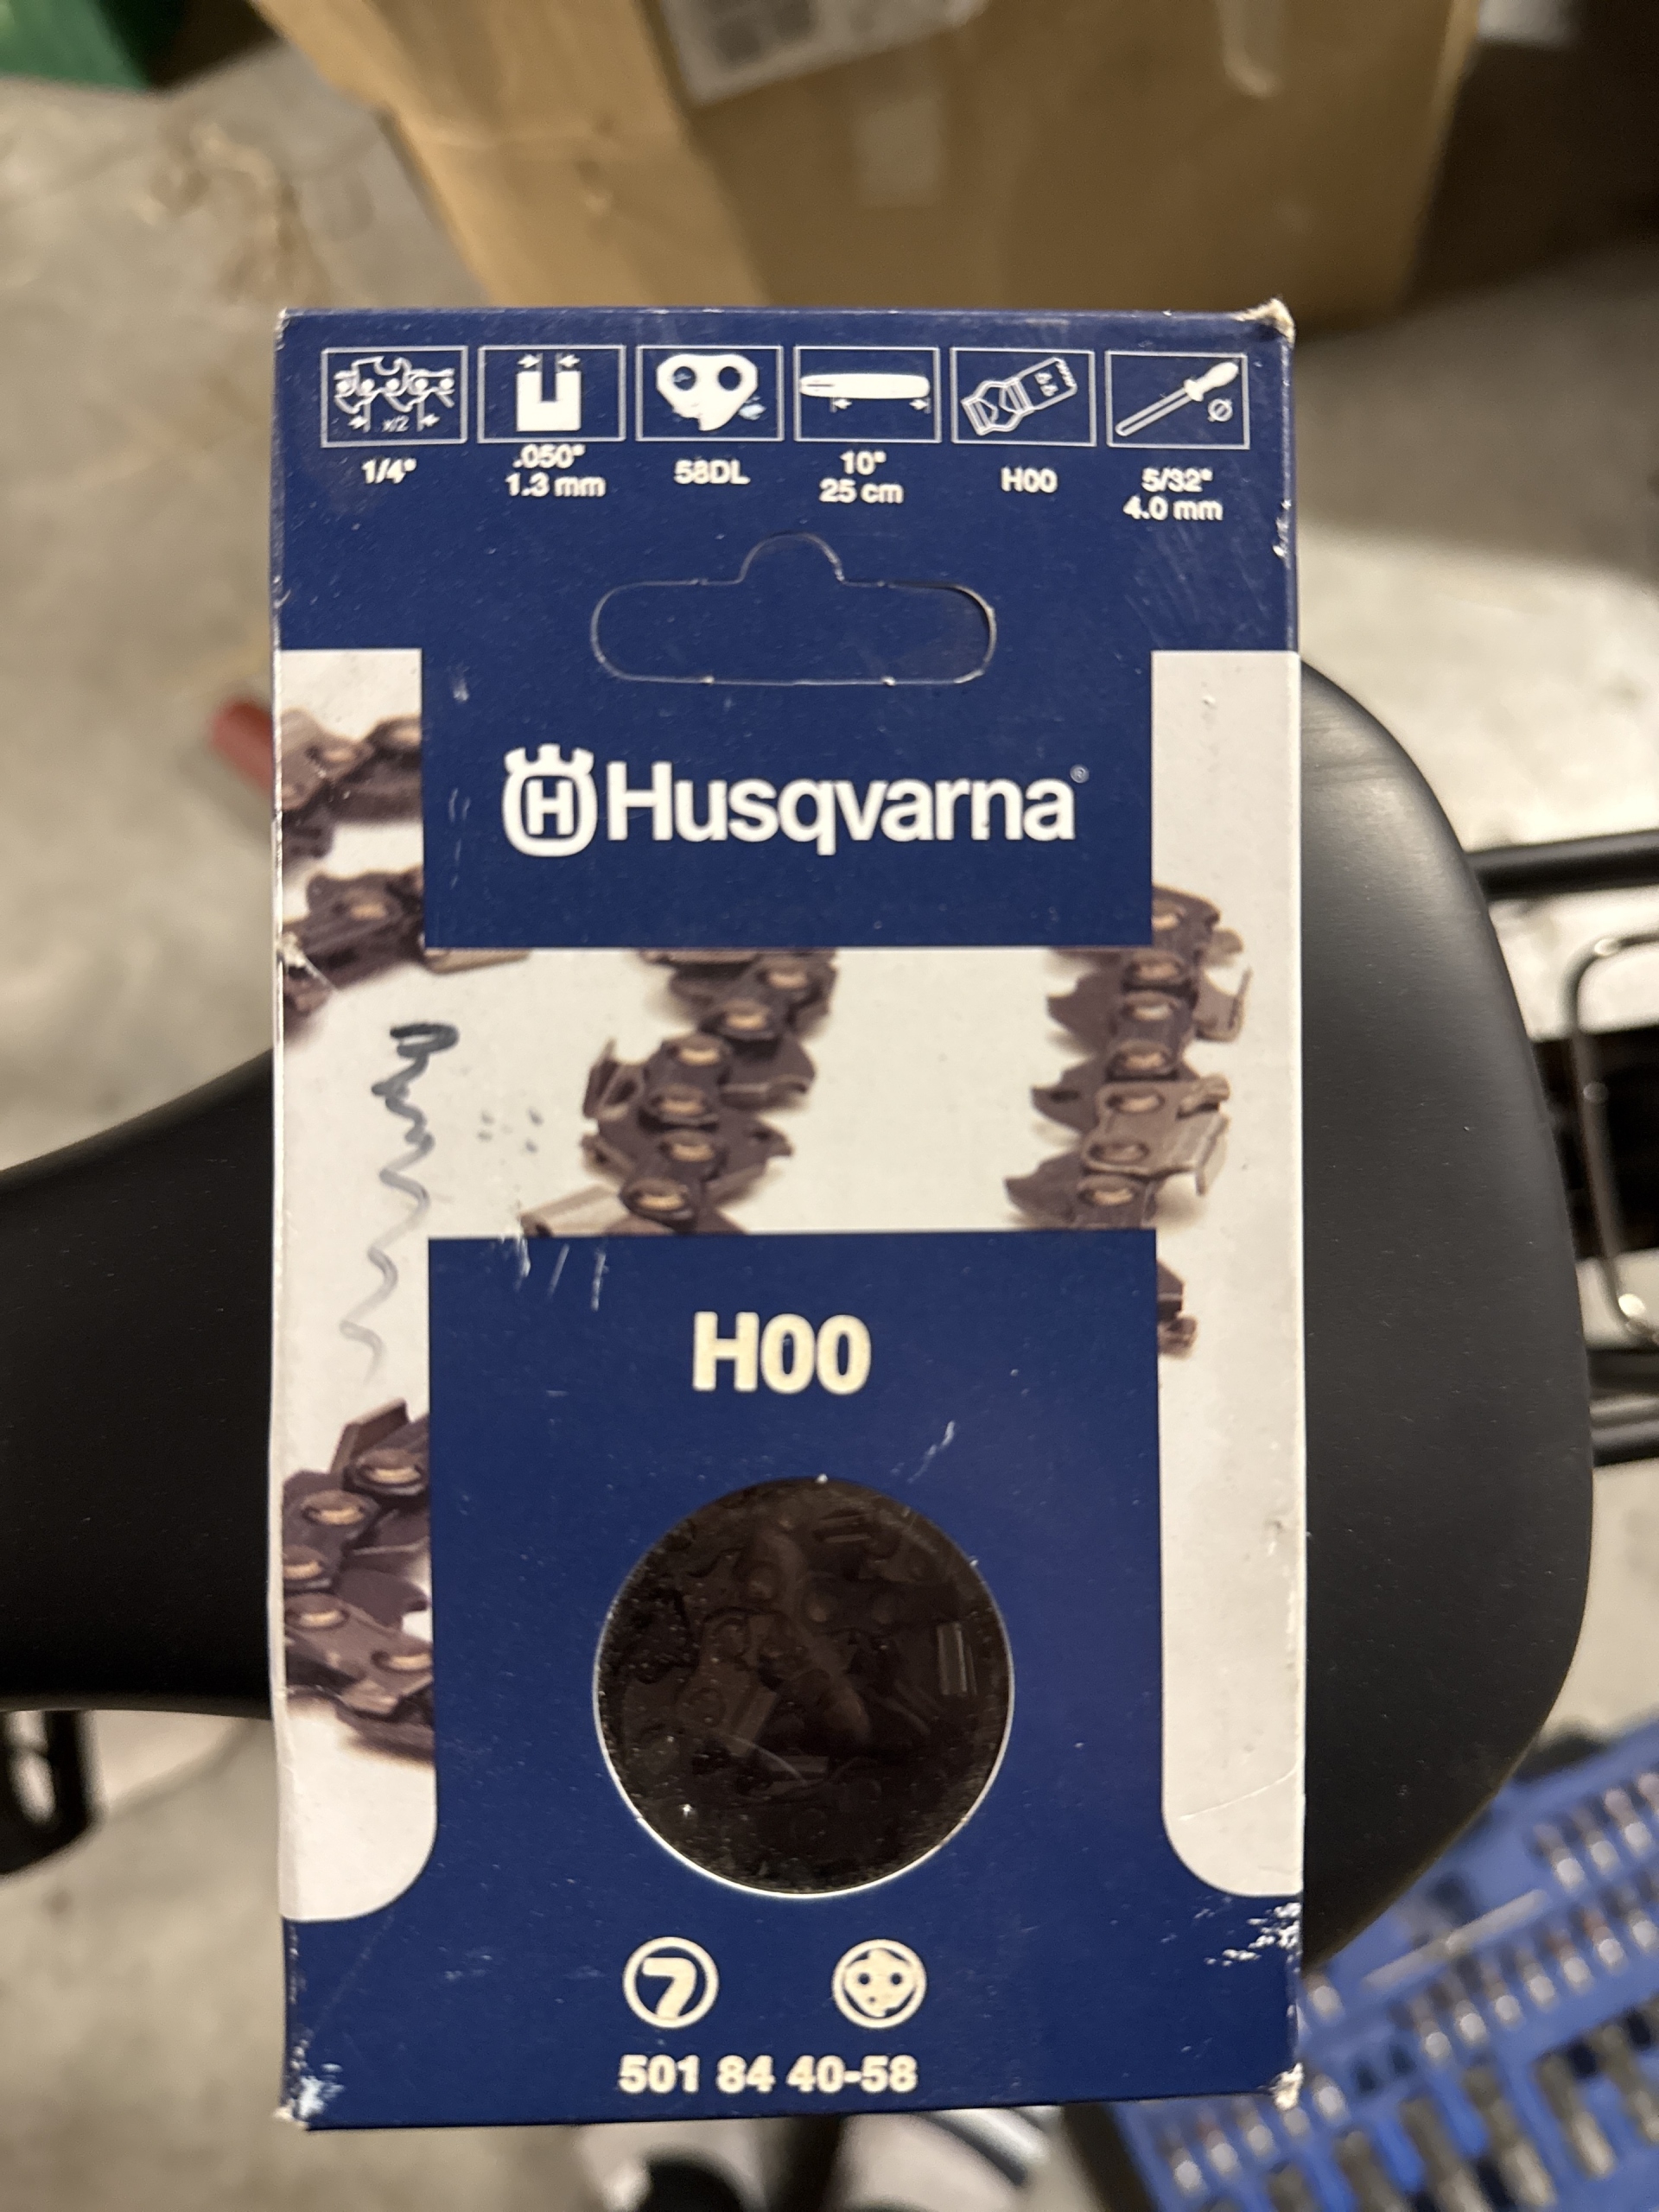 x/2
1/4"
.050"
1.3 mm
58DL
10"
25 cm
H00
5/32"
4.0 mm
Husqvarna®
H00
501 84 40-58